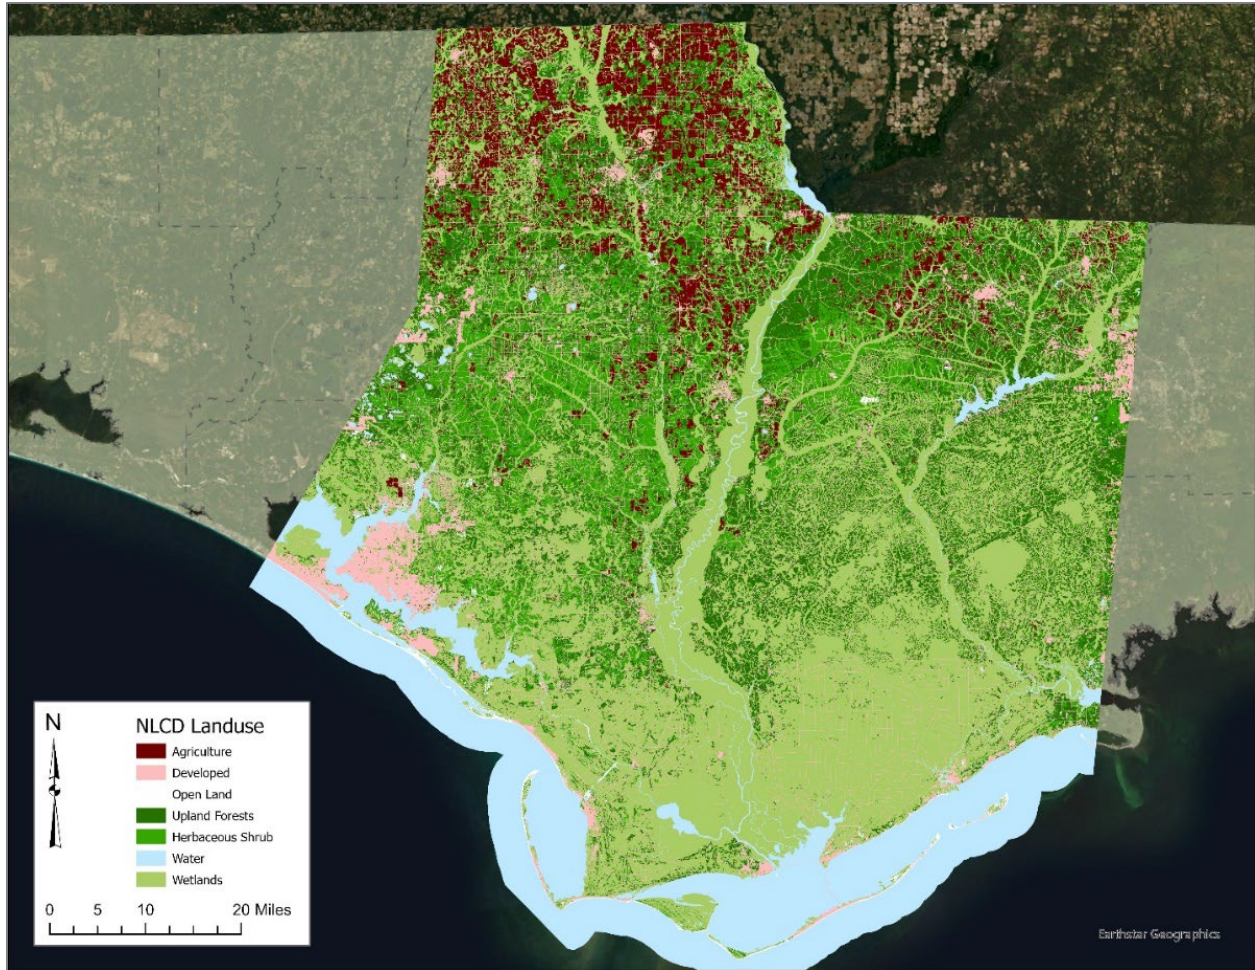 N
NLCD Landuse
Agriculture
Developed
Open Land
Upland Forests
Herbaceous Shrub
Water
Wetlands
0 5 10 20 Miles
Earthstar Geographics